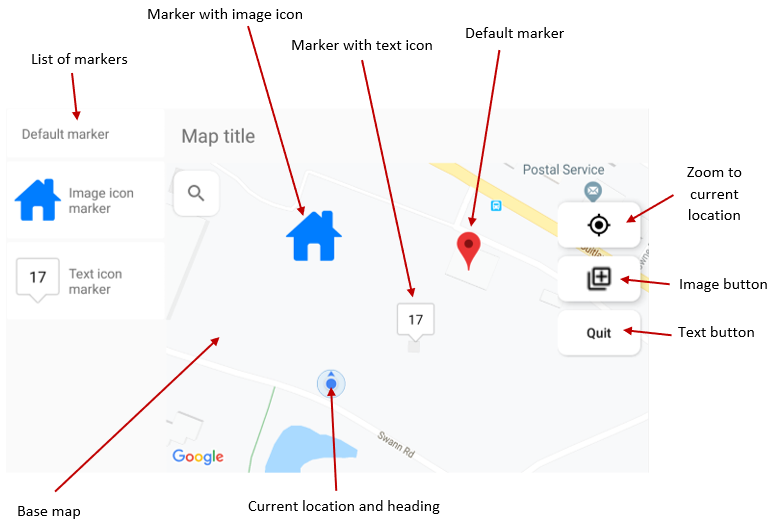 Marker with image icon
Marker with text icon
Default marker
List of markers
Default marker
Map title
Postal Service
Zoom to
current
location
Image icon
marker
Text icon
marker
17
17
Image button
Quit
Text button
Swann Rd
Google
Base map
Current location and heading